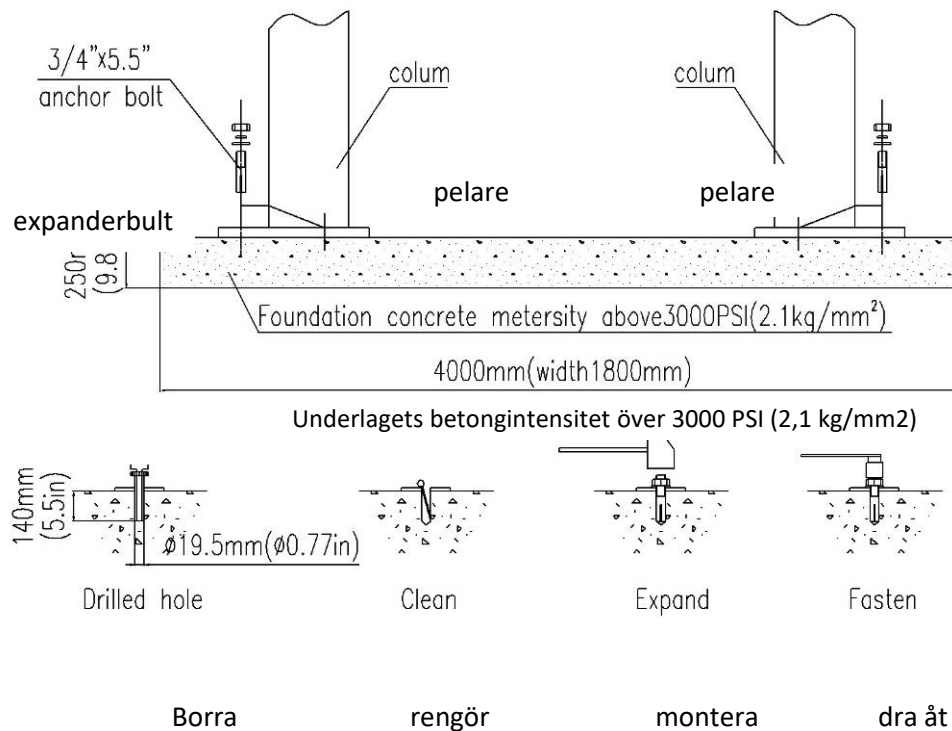 3/4"x5.5"
anchor bolt
colum
colum
pelare
pelare
expanderbult
250r
(9.8
Foundation concrete metersity above3000PSI(2.1kg/mm²)
4000mm(width1800mm)
Underlagets betongintensitet över 3000 PSI (2,1 kg/mm2)
140mm
(5.5in)
ø19.5mm(ø0.77in)
Drilled hole
Clean
Expand
Fasten
Borra
rengör
montera
dra åt